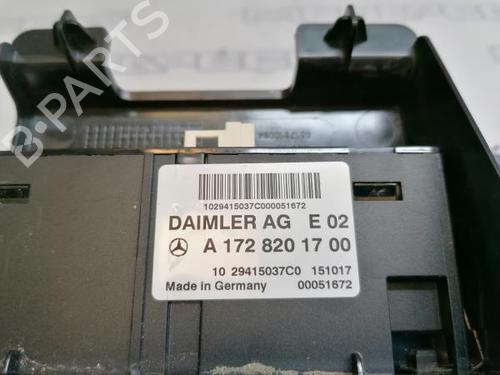 B-PARTS
1029415037C000051672
DAIMLER AG E 02
A 172 820 17 00
10 29415037C0 151017
Made in Germany 00051672